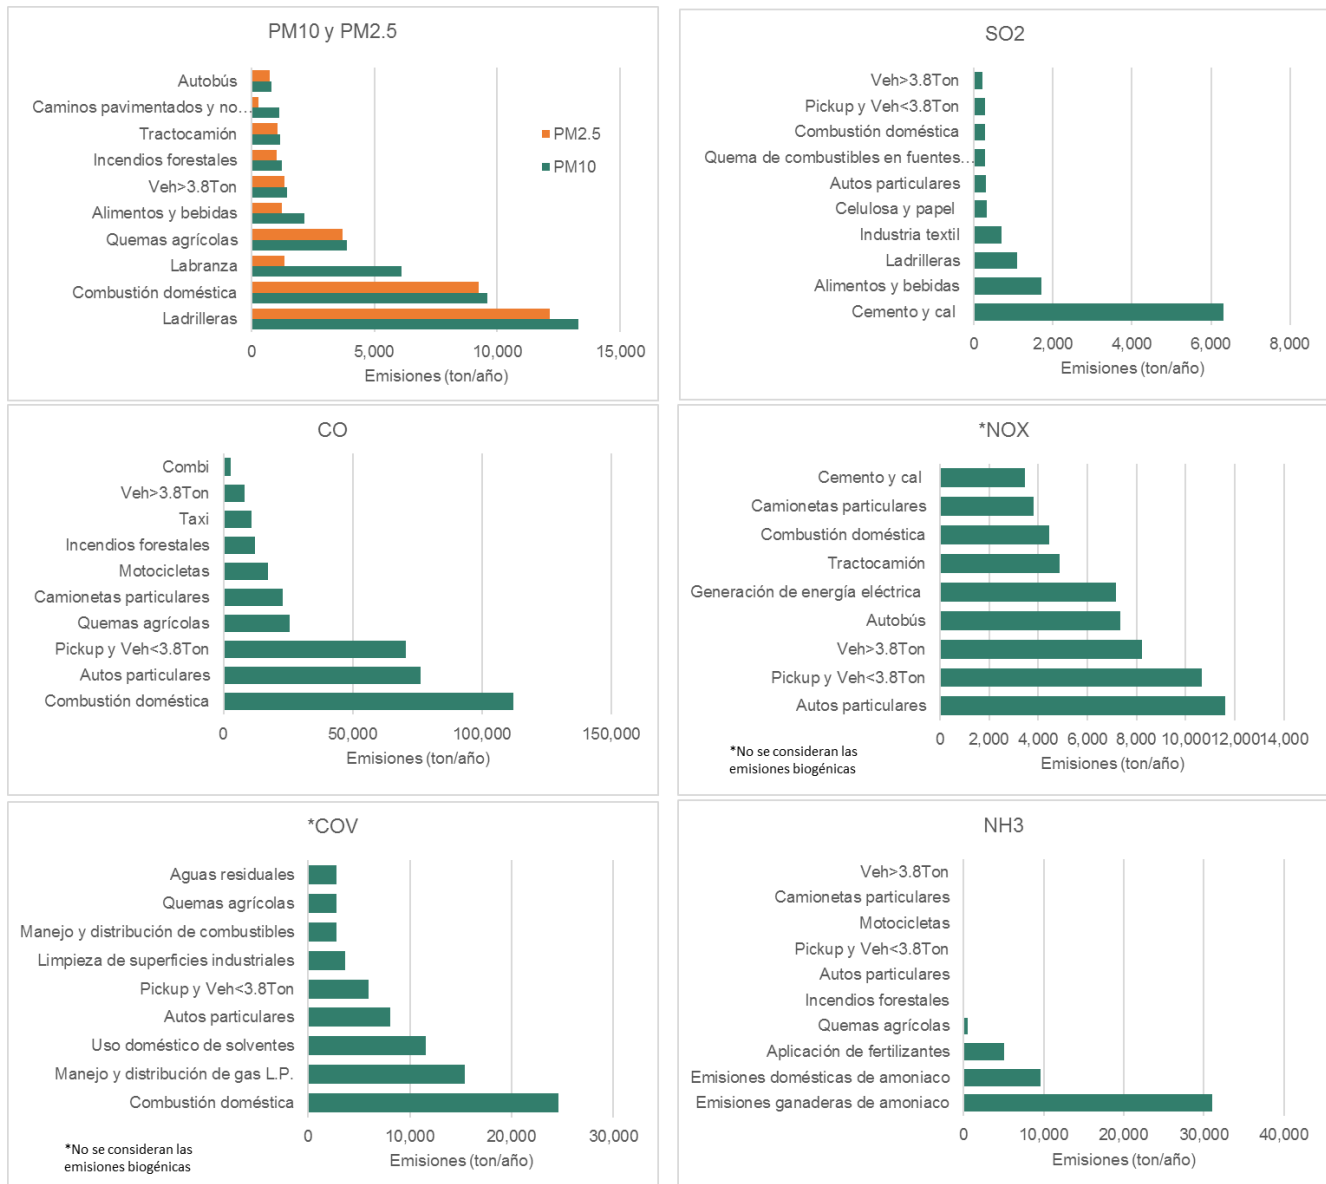 PM10 y PM2.5
Autobús
Caminos pavimentados y no...
Tractocamión
Incendios forestales
Veh>3.8Ton
Alimentos y bebidas
Quemas agrícolas
Labranza
Combustión doméstica
Ladrilleras
PM2.5
PM10
0 5,000 10,000 15,000
Emisiones (ton/año)
SO2
Veh>3.8Ton
Pickup y Veh<3.8Ton
Combustión doméstica
Quema de combustibles en fuentes...
Autos particulares
Celulosa y papel
Industria textil
Ladrilleras
Alimentos y bebidas
Cemento y cal
0 2,000 4,000 6,000 8,000
Emisiones (ton/año)
CO
Combi
Veh>3.8Ton
Taxi
Incendios forestales
Motocicletas
Camionetas particulares
Quemas agrícolas
Pickup y Veh<3.8Ton
Autos particulares
Combustión doméstica
0 50,000 100,000 150,000
Emisiones (ton/año)
*NOX
Cemento y cal
Camionetas particulares
Combustión doméstica
Tractocamión
Generación de energía eléctrica
Autobús
Veh>3.8Ton
Pickup y Veh<3.8Ton
Autos particulares
0 2,000 4,000 6,000 8,000 10,000 12,000 14,000
Emisiones (ton/año)
*No se consideran las
emisiones biogénicas
*COV
Aguas residuales
Quemas agrícolas
Manejo y distribución de combustibles
Limpieza de superficies industriales
Pickup y Veh<3.8Ton
Autos particulares
Uso doméstico de solventes
Manejo y distribución de gas L.P.
Combustión doméstica
0 10,000 20,000 30,000
Emisiones (ton/año)
*No se consideran las
emisiones biogénicas
NH3
Veh>3.8Ton
Camionetas particulares
Motocicletas
Pickup y Veh<3.8Ton
Autos particulares
Incendios forestales
Quemas agrícolas
Aplicación de fertilizantes
Emisiones domésticas de amoniaco
Emisiones ganaderas de amoniaco
0 10,000 20,000 30,000 40,000
Emisiones (ton/año)